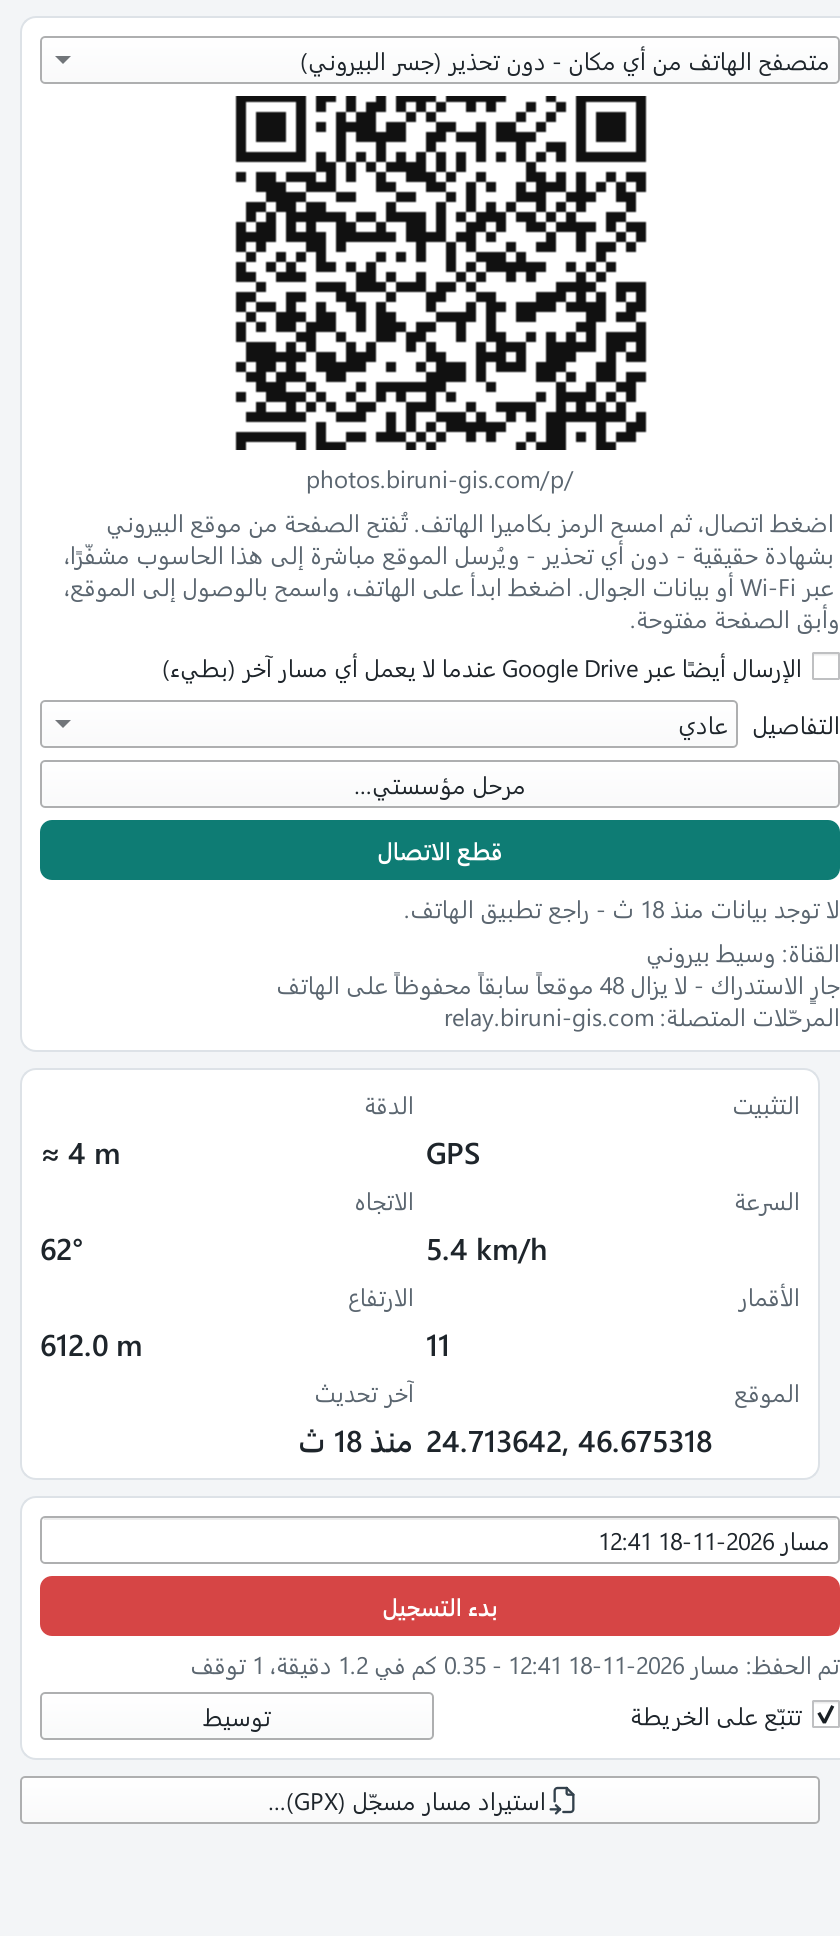 متصفح الهاتف من أي مكان - دون تحذير (جسر البيروني)
photos.biruni-gis.com/p/
اضغط اتصال، ثم امسح الرمز بكاميرا الهاتف. تُفتح الصفحة من موقع البيروني
بشهادة حقيقية - دون أي تحذير - ويُرسل الموقع مباشرة إلى هذا الحاسوب مشفّرًا،
عبر Wi-Fi أو بيانات الجوال. اضغط ابدأ على الهاتف، واسمح بالوصول إلى الموقع،
وأبق الصفحة مفتوحة.
الإرسال أيضًا عبر Google Drive عندما لا يعمل أي مسار آخر (بطيء)
التفاصيل عادي
مرحل مؤسستي...
قطع الاتصال
لا توجد بيانات منذ 18 ث - راجع تطبيق الهاتف.
القناة: وسيط بيروني
جارٍ الاستدراك - لا يزال 48 موقعاً سابقاً محفوظاً على الهاتف
المرحّلات المتصلة: relay.biruni-gis.com
التثبيت الدقة
GPS ≈ 4 m
السرعة الاتجاه
5.4 km/h 62°
الأقمار الارتفاع
11 612.0 m
الموقع آخر تحديث
24.713642, 46.675318 منذ 18 ث
مسار 2026-11-18 12:41
بدء التسجيل
تم الحفظ: مسار 2026-11-18 12:41 - 0.35 كم في 1.2 دقيقة، 1 توقف
تتبّع على الخريطة توسيط
استيراد مسار مسجّل (GPX)...